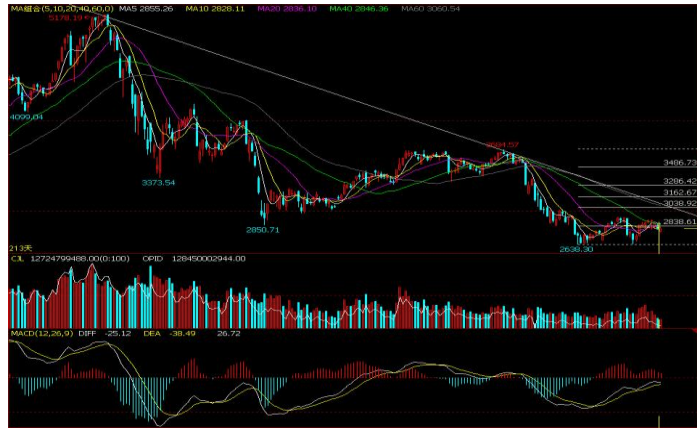 MA组合(5,10,20,40,60,0) MA5 2855.26 MA10 2828.11 MA20 2836.10 MA40 2846.36 MA60 3060.54
5178.19
4099.04
3684.57
3486.73
3373.54
3286.42
3162.67
3038.92
2838.61
2850.71
2638.30
213天
CJL 12724799488.00(0:100) OPID 128450002944.00
MACD(12,26,9) DIFF -25.12 DEA -38.49 26.72